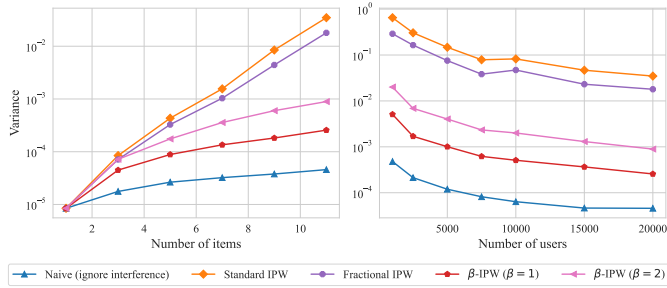 Variance
10⁻²
10⁻³
10⁻⁴
10⁻⁵
2 4 6 8 10
Number of items
10⁰
10⁻¹
10⁻²
10⁻³
10⁻⁴
5000 10000 15000 20000
Number of users
Naive (ignore interference) Standard IPW Fractional IPW β-IPW (β = 1) β-IPW (β = 2)